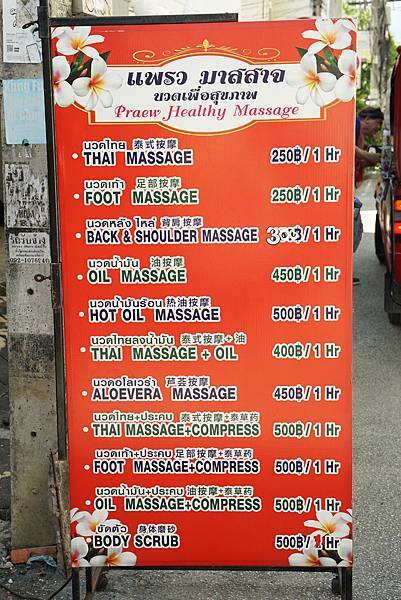 แพรว มาสสาจ
นวดเพื่อสุขภาพ
Praew Healthy Massage
นวดไทย 泰式按摩
THAI MASSAGE 250฿/1 Hr
นวดเท้า 足部按摩
FOOT MASSAGE 250฿/1 Hr
นวดหลัง ไหล่ 背肩按摩
BACK & SHOULDER MASSAGE 300฿/1 Hr
นวดน้ำมัน 油按摩
OIL MASSAGE 450฿/1 Hr
นวดน้ำมันร้อน 热油按摩
HOT OIL MASSAGE 500฿/1 Hr
นวดไทยลงน้ำมัน 泰式按摩+油
THAI MASSAGE + OIL 400฿/1 Hr
นวดอโลเวร่า 芦荟按摩
ALOEVERA MASSAGE 450฿/1 Hr
นวดไทย+ประคบ 泰式按摩+泰草药
THAI MASSAGE+COMPRESS 500฿/1 Hr
นวดเท้า+ประคบ 足部按摩+泰草药
FOOT MASSAGE+COMPRESS 500฿/1 Hr
นวดน้ำมัน+ประคบ 油按摩+泰草药
OIL MASSAGE+COMPRESS 500฿/1 Hr
ขัดตัว 身体磨砂
BODY SCRUB 500฿/1 Hr